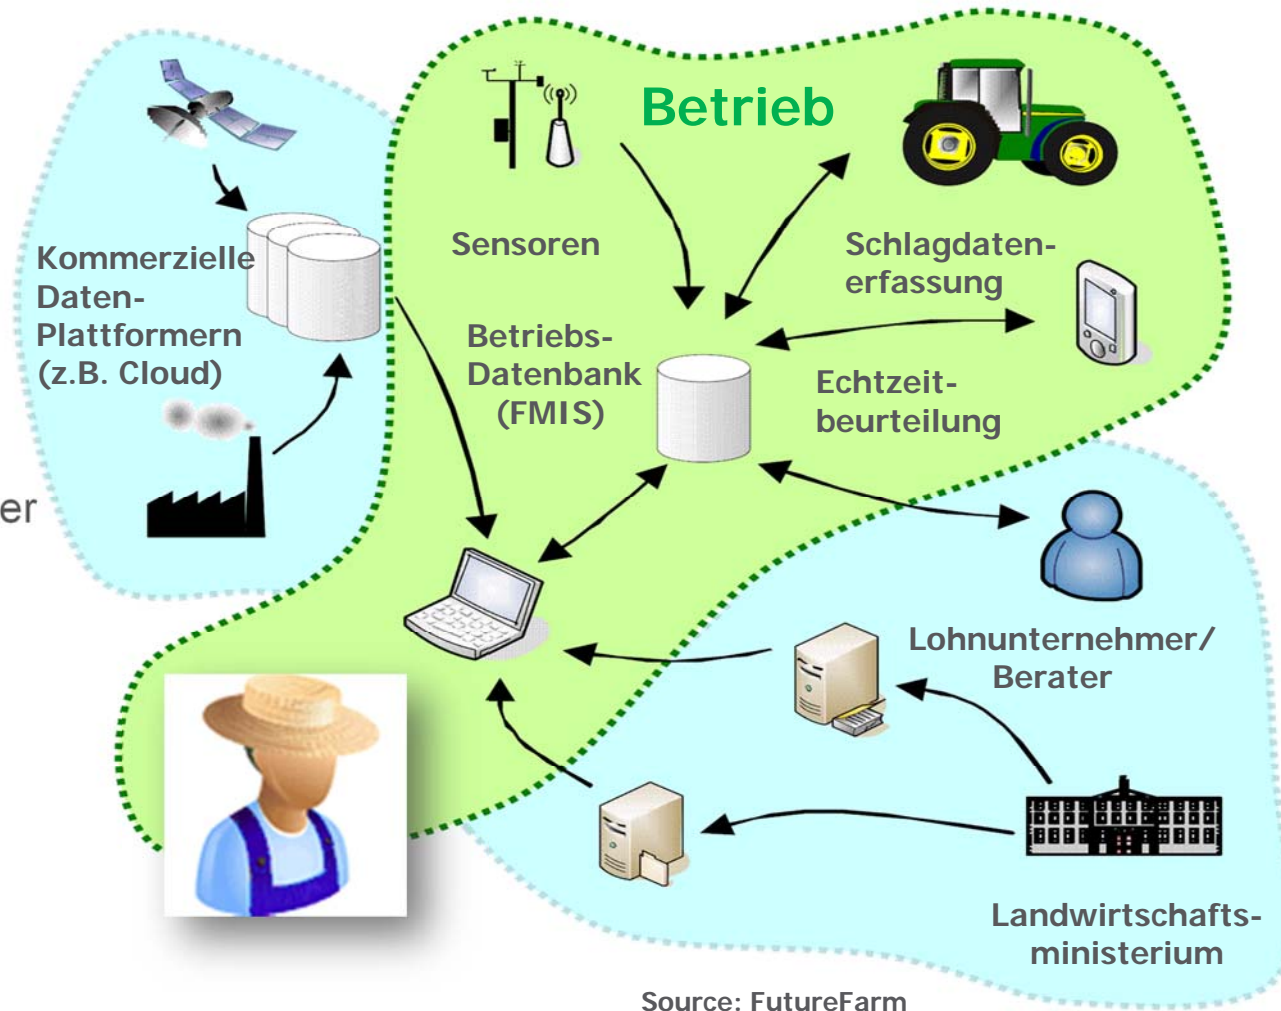 Betrieb
Kommerzielle
Daten-
Plattformern
(z.B. Cloud)
Sensoren
Schlagdaten-
erfassung
Betriebs-
Datenbank
(FMIS)
Echtzeit-
beurteilung
er
Lohnunternehmer/
Berater
Landwirtschafts-
ministerium
Source: FutureFarm